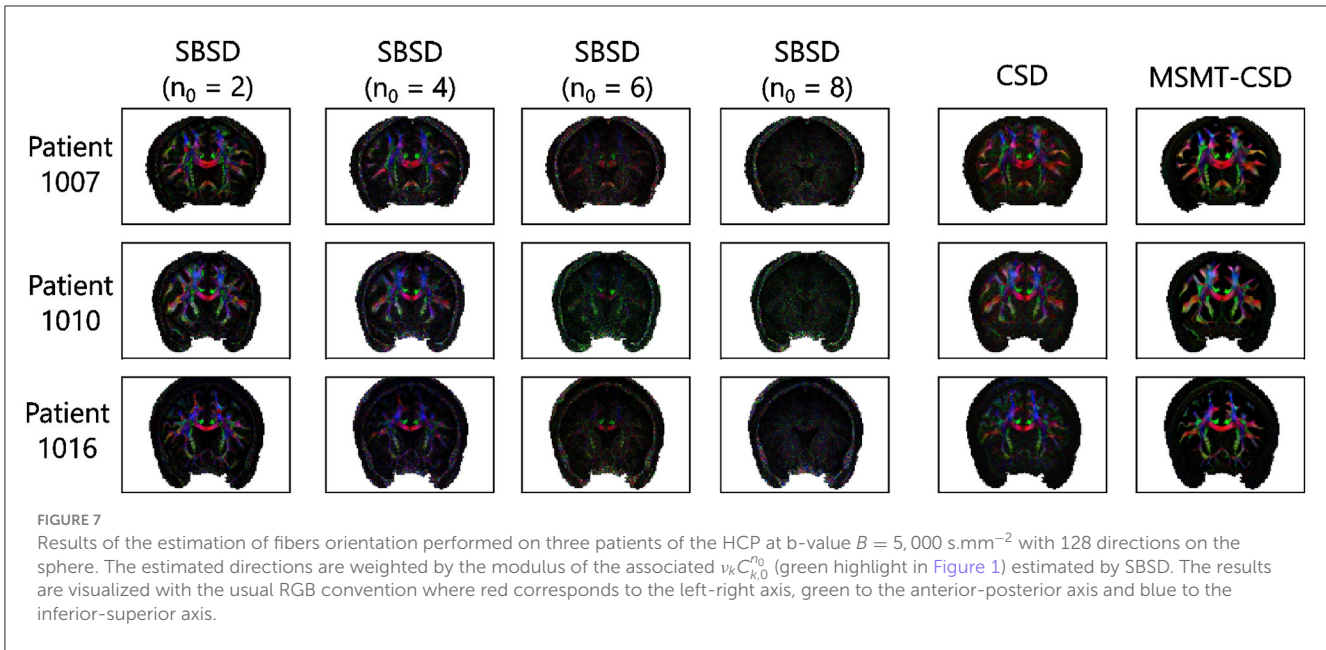 SBSD SBSD SBSD SBSD
(n₀ = 2) (n₀ = 4) (n₀ = 6) (n₀ = 8) CSD MSMT-CSD
Patient
1007
Patient
1010
Patient
1016
FIGURE 7
Results of the estimation of fibers orientation performed on three patients of the HCP at b-value B = 5, 000 s.mm⁻² with 128 directions on the
sphere. The estimated directions are weighted by the modulus of the associated νₖC^{n₀}_{k,0} (green highlight in Figure 1) estimated by SBSD. The results
are visualized with the usual RGB convention where red corresponds to the left-right axis, green to the anterior-posterior axis and blue to the
inferior-superior axis.